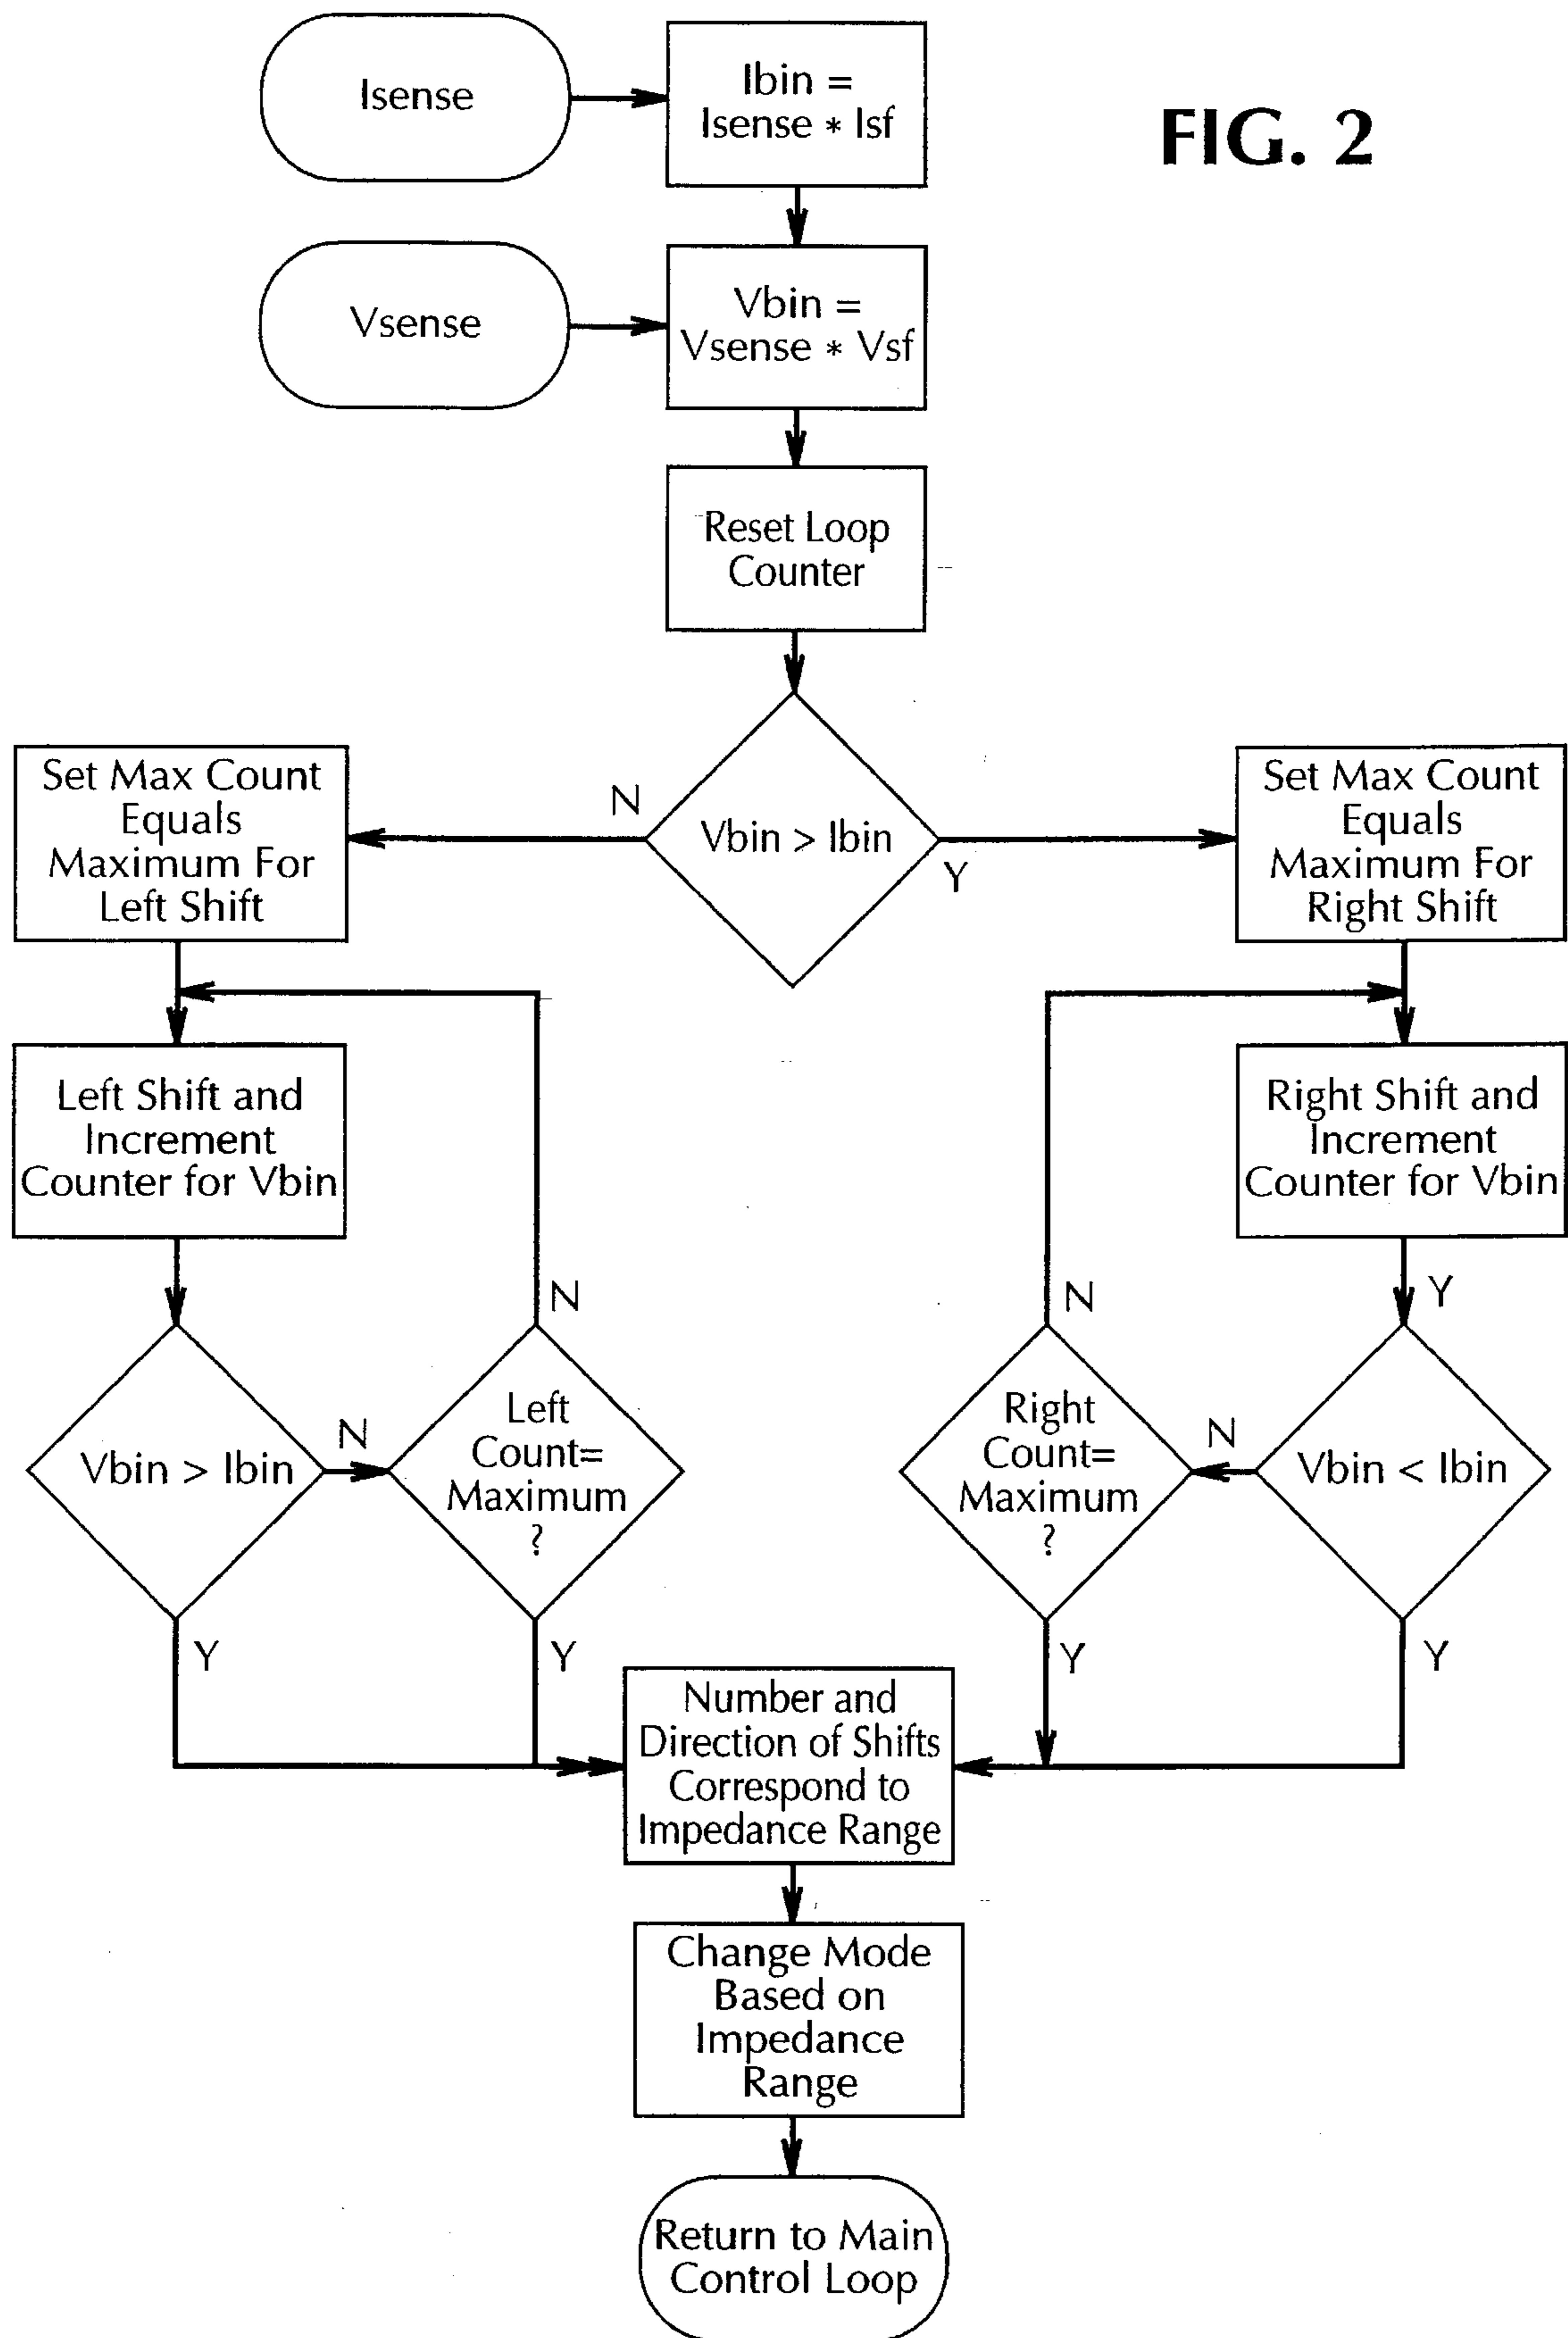 Isense
Ibin =
Isense * Isf
FIG. 2
Vsense
Vbin =
Vsense * Vsf
Reset Loop
Counter
Set Max Count
Equals
Maximum For
Left Shift
N
Vbin > Ibin
Y
Set Max Count
Equals
Maximum For
Right Shift
Left Shift and
Increment
Counter for Vbin
Right Shift and
Increment
Counter for Vbin
N
N
Y
Vbin > Ibin
N
Left
Count=
Maximum
?
Right
Count=
Maximum
?
N
Vbin < Ibin
Y
Y
Y
Y
Number and
Direction of Shifts
Correspond to
Impedance Range
Change Mode
Based on
Impedance
Range
Return to Main
Control Loop